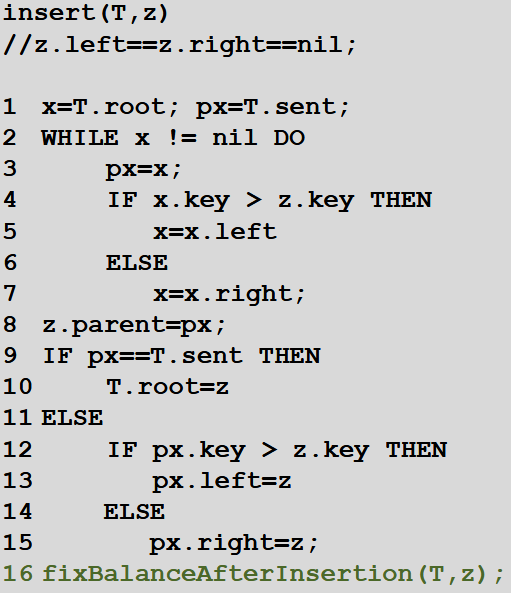 insert(T,z)
//z.left==z.right==nil;
1 x=T.root; px=T.sent;
2 WHILE x != nil DO
3 px=x;
4 IF x.key > z.key THEN
5 x=x.left
6 ELSE
7 x=x.right;
8 z.parent=px;
9 IF px==T.sent THEN
10 T.root=z
11 ELSE
12 IF px.key > z.key THEN
13 px.left=z
14 ELSE
15 px.right=z;
16 fixBalanceAfterInsertion(T,z);